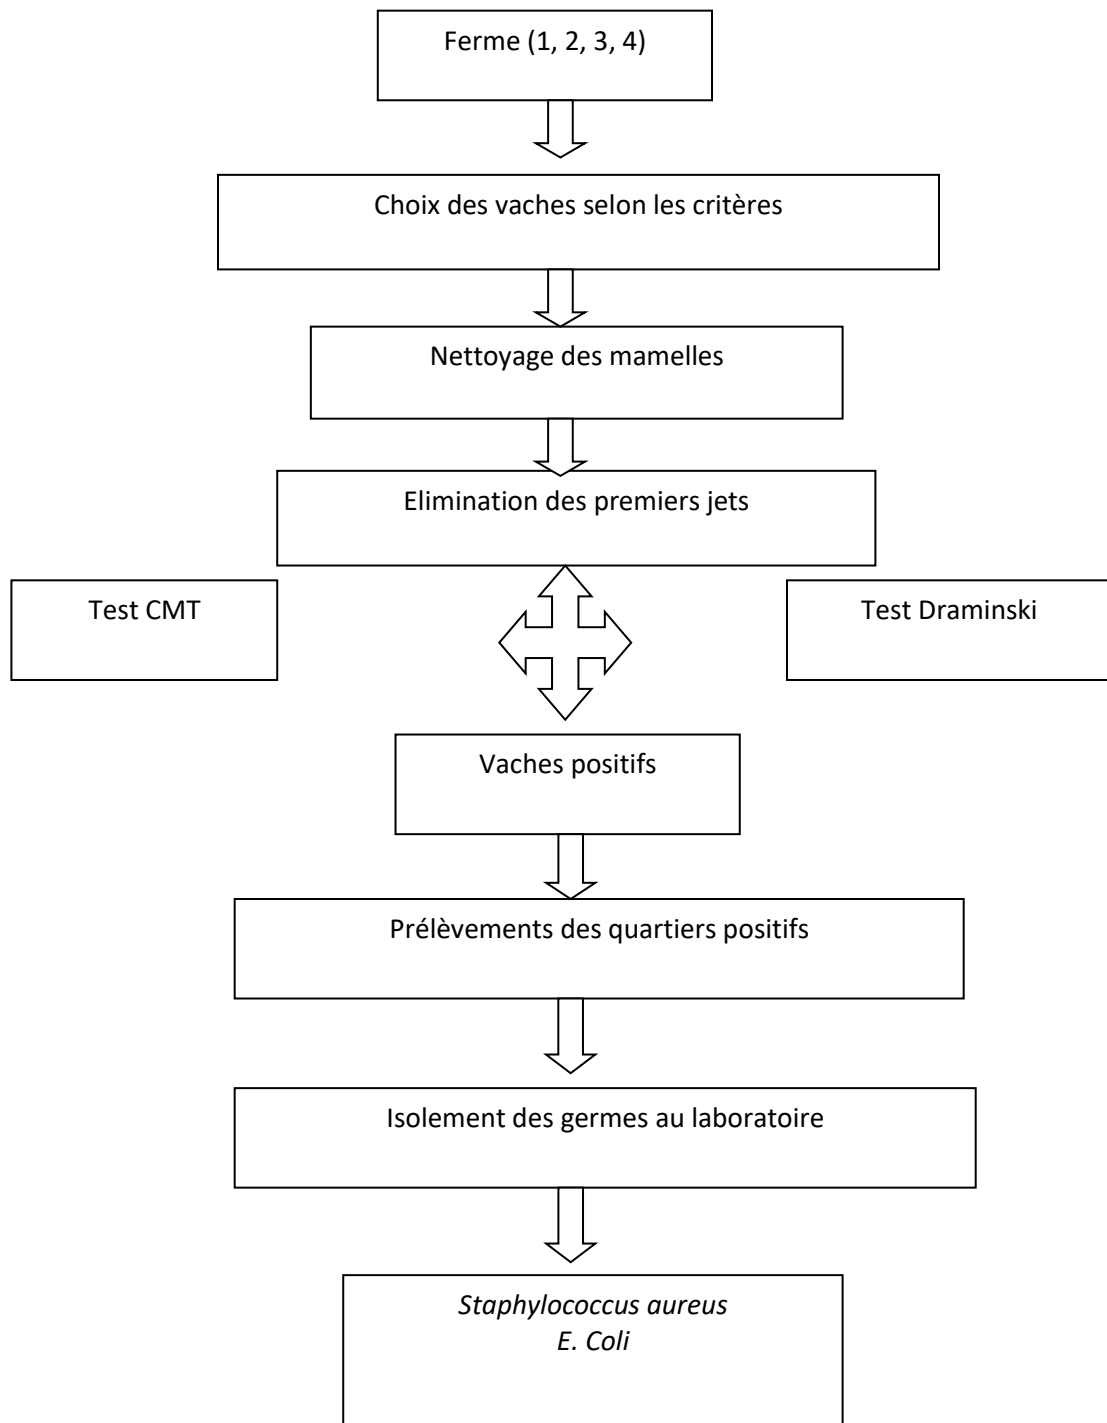 Ferme (1, 2, 3, 4)
Choix des vaches selon les critères
Nettoyage des mamelles
Elimination des premiers jets
Test CMT
Test Draminski
Vaches positifs
Prélèvements des quartiers positifs
Isolement des germes au laboratoire
Staphylococcus aureus
E. Coli